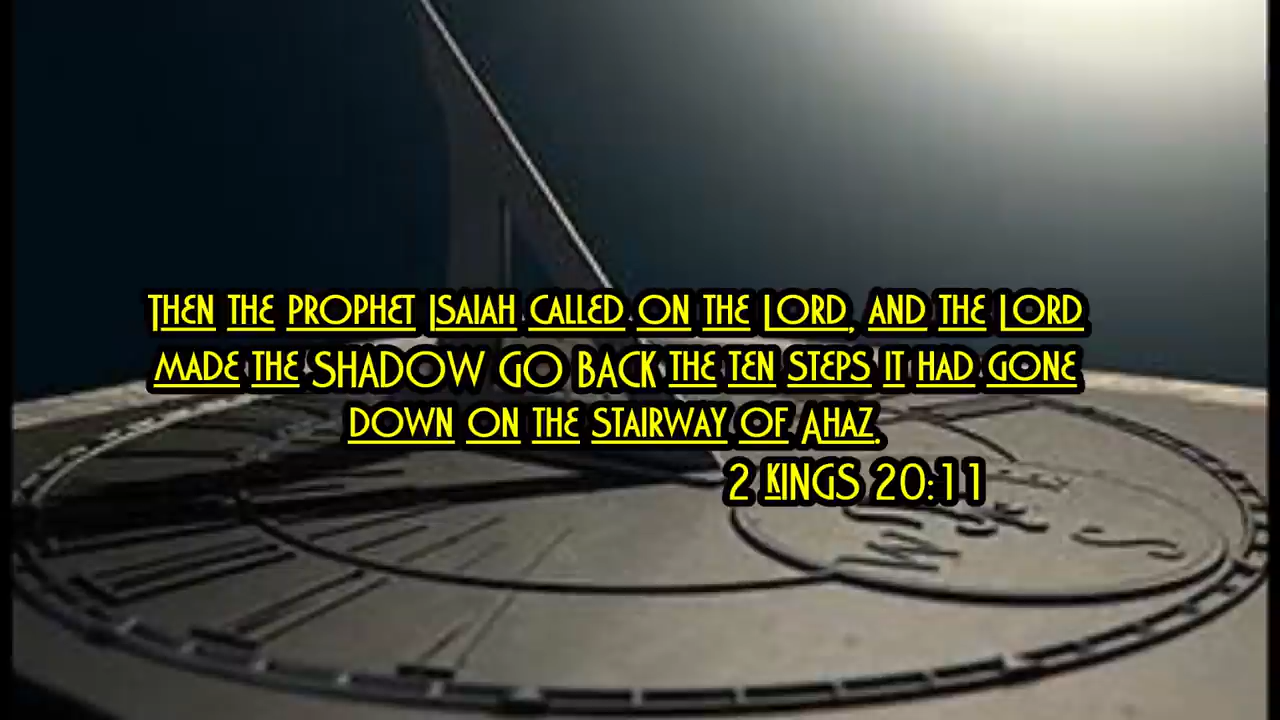 Then the prophet Isaiah called on the Lord, and the Lord
made the SHADOW GO BACK the ten steps it had gone
down on the stairway of Ahaz.
2 Kings 20:11